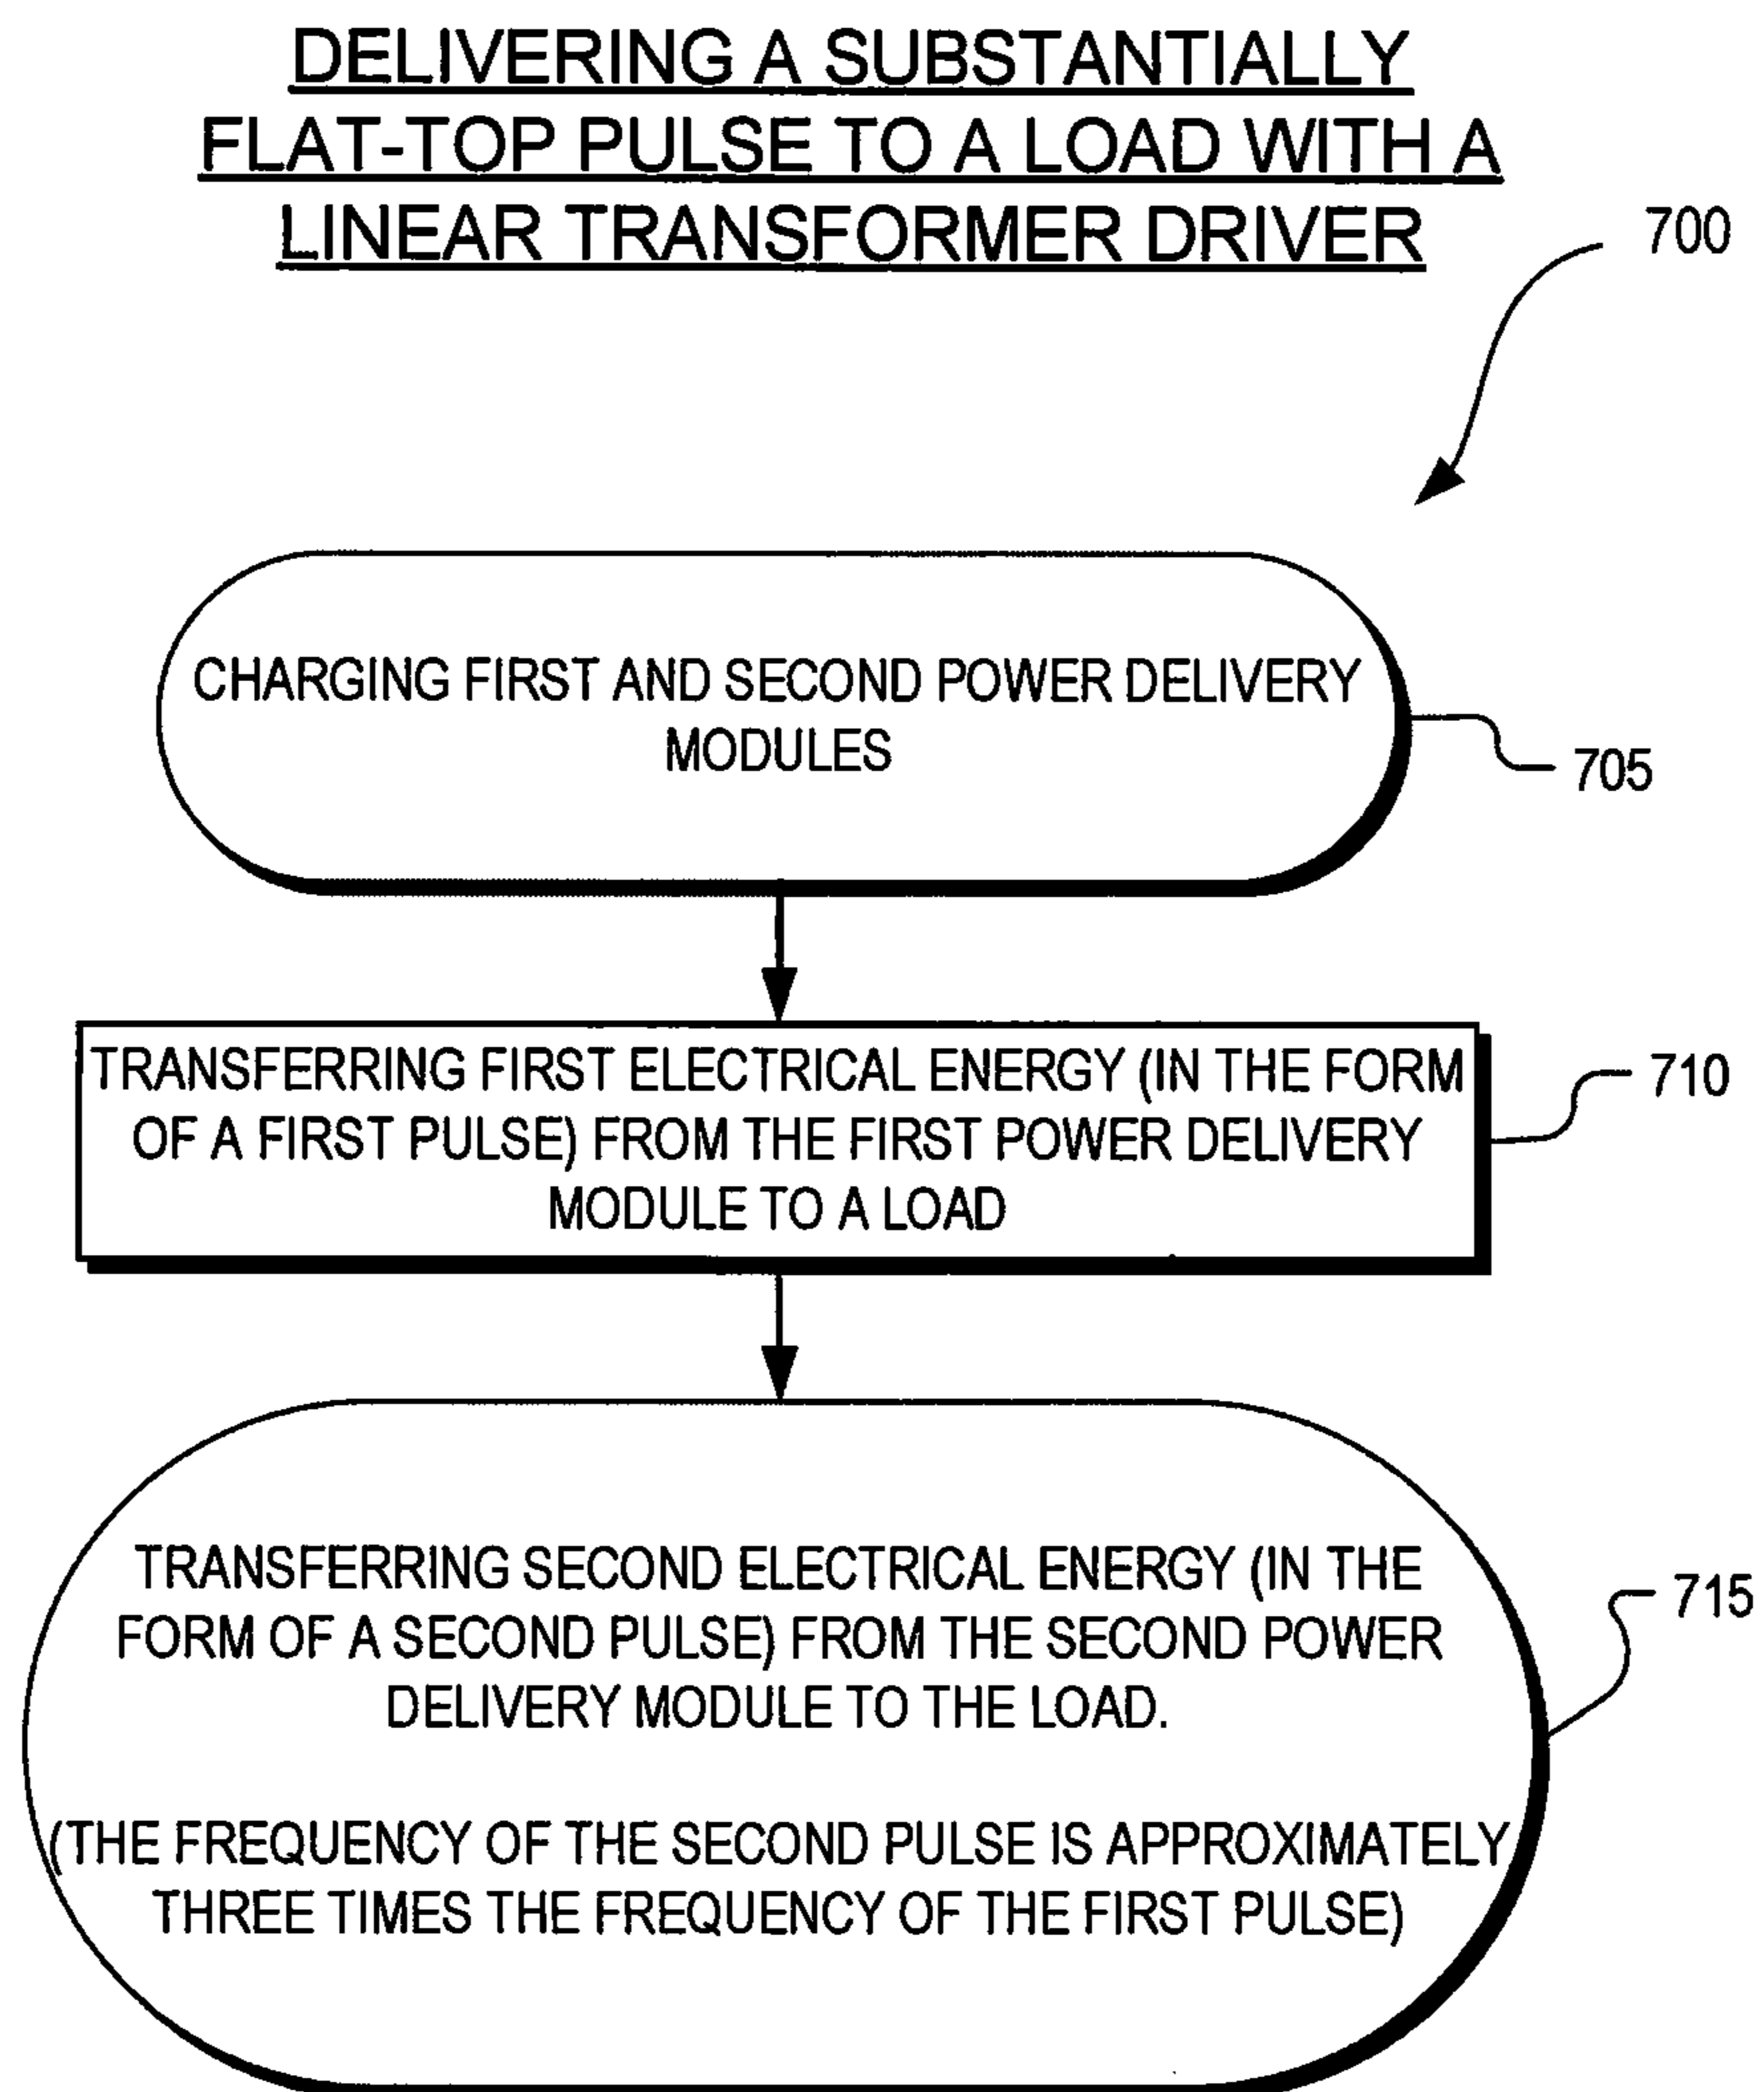 DELIVERING A SUBSTANTIALLY
FLAT-TOP PULSE TO A LOAD WITH A
LINEAR TRANSFORMER DRIVER
700
CHARGING FIRST AND SECOND POWER DELIVERY
MODULES
705
TRANSFERRING FIRST ELECTRICAL ENERGY (IN THE FORM
OF A FIRST PULSE) FROM THE FIRST POWER DELIVERY
MODULE TO A LOAD
710
TRANSFERRING SECOND ELECTRICAL ENERGY (IN THE
FORM OF A SECOND PULSE) FROM THE SECOND POWER
DELIVERY MODULE TO THE LOAD.
(THE FREQUENCY OF THE SECOND PULSE IS APPROXIMATELY
THREE TIMES THE FREQUENCY OF THE FIRST PULSE)
715